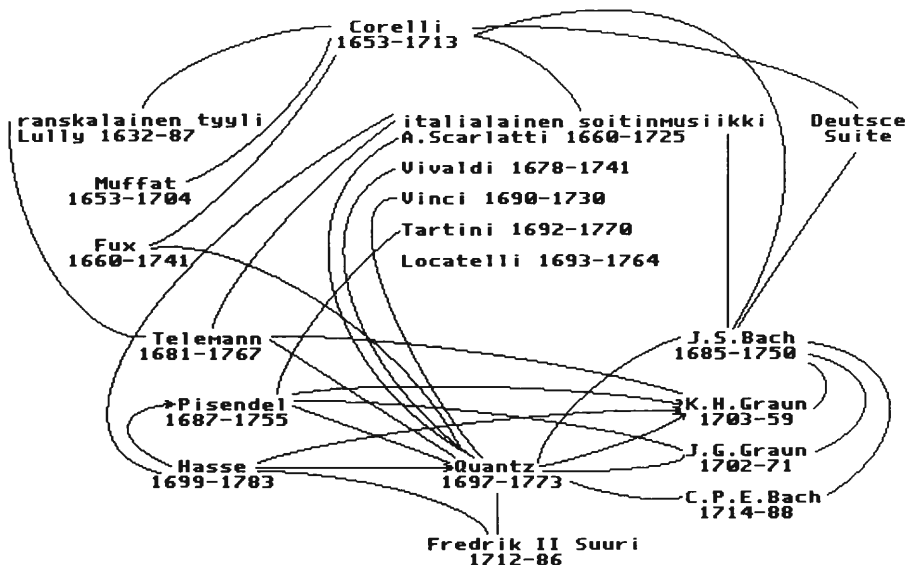 Corelli
1653-1713
ranskalainen tyyli
Lully 1632-87
italialainen soitinmusiikki
A.Scarlatti 1660-1725
Deutsce
Suite
Vivaldi 1678-1741
Muffat
1653-1704
Vinci 1690-1730
Tartini 1692-1770
Fux
1660-1741
Locatelli 1693-1764
Telemann
1681-1767
J.S.Bach
1685-1750
Pisendel
1687-1755
K.H.Graun
1703-59
Hasse
1699-1783
Quantz
1697-1773
J.G.Graun
1702-71
C.P.E.Bach
1714-88
Fredrik II Suuri
1712-86